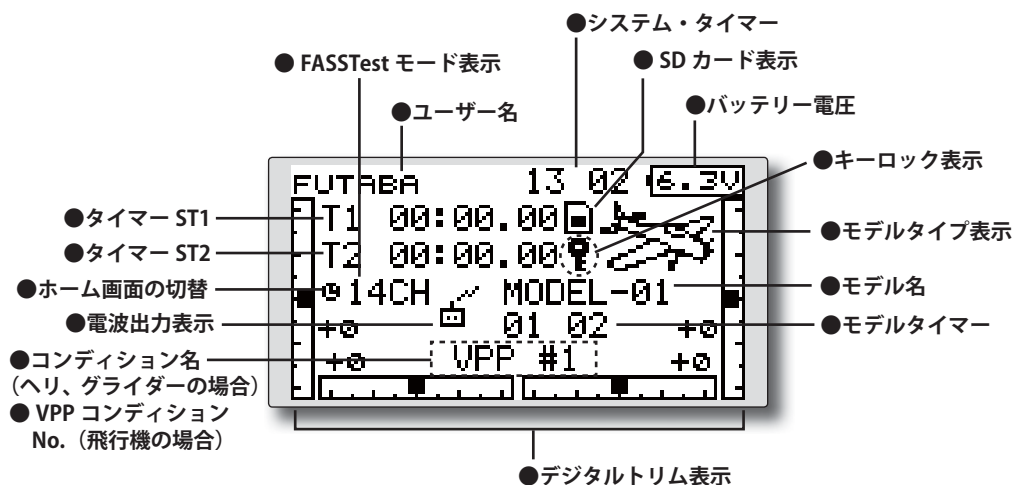 ●システム・タイマー
● FASSTest モード表示
● SD カード表示
●ユーザー名
●バッテリー電圧
●キーロック表示
FUTABA 13 02 6.3V
●タイマー ST1
T1 00:00.00
●タイマー ST2
T2 00:00.00
●モデルタイプ表示
●ホーム画面の切替
14CH MODEL-01
●モデル名
●電波出力表示
+0 01 02 +0
●モデルタイマー
●コンディション名
(ヘリ、グライダーの場合)
+0 VPP #1 +0
● VPP コンディション
No.（飛行機の場合）
●デジタルトリム表示